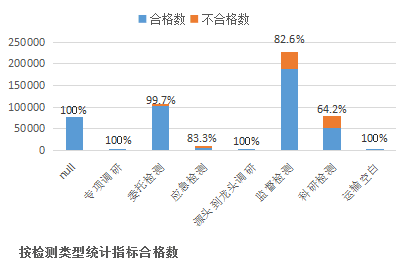 合格数 不合格数
82.6%
250000
200000
150000
100000
50000
0
100%
100%
99.7%
83.3%
100%
64.2%
100%
null
专项调研
委托检测
应急检测
源头到龙头调研
监督检测
科研检测
运输空白
按检测类型统计指标合格数